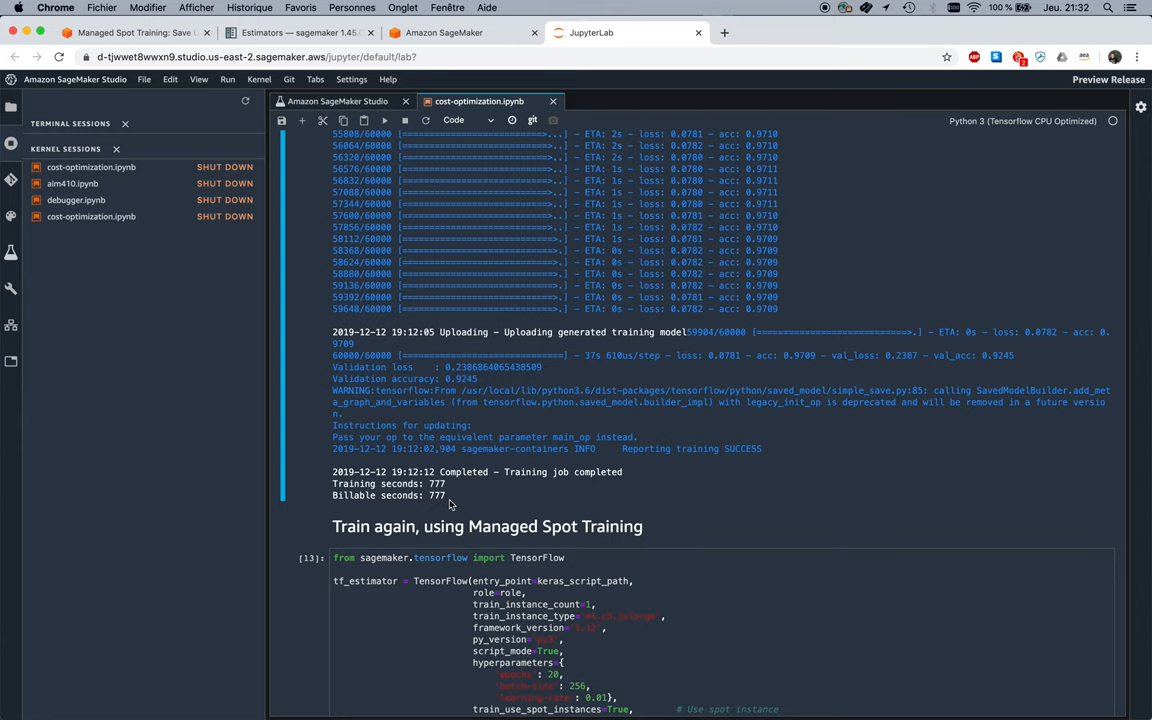 Chrome Fichier Modifier Afficher Historique Favoris Personnes Onglet Fenêtre Aide 100 % Jeu. 21:32
Managed Spot Training: Save Estimators — sagemaker 1.45.0 Amazon SageMaker JupyterLab
d-tjwwet8wwxn9.studio.us-east-2.sagemaker.aws/jupyter/default/lab?
Amazon SageMaker Studio File Edit View Run Kernel Git Tabs Settings Help Preview Release
Amazon SageMaker Studio cost-optimization.ipynb
Code git Python 3 (Tensorflow CPU Optimized)
TERMINAL SESSIONS
KERNEL SESSIONS
cost-optimization.ipynb SHUT DOWN
aim410.ipynb SHUT DOWN
debugger.ipynb SHUT DOWN
cost-optimization.ipynb SHUT DOWN
55808/60000 [==============================>...] - ETA: 2s - loss: 0.0781 - acc: 0.9710
56064/60000 [==============================>..] - ETA: 2s - loss: 0.0782 - acc: 0.9710
56320/60000 [==============================>..] - ETA: 2s - loss: 0.0780 - acc: 0.9710
56576/60000 [==============================>..] - ETA: 1s - loss: 0.0780 - acc: 0.9711
56832/60000 [==============================>..] - ETA: 1s - loss: 0.0780 - acc: 0.9711
57088/60000 [==============================>..] - ETA: 1s - loss: 0.0780 - acc: 0.9711
57344/60000 [==============================>..] - ETA: 1s - loss: 0.0780 - acc: 0.9711
57600/60000 [==============================>..] - ETA: 1s - loss: 0.0781 - acc: 0.9710
57856/60000 [==============================>..] - ETA: 1s - loss: 0.0782 - acc: 0.9710
58112/60000 [==============================>.] - ETA: 1s - loss: 0.0781 - acc: 0.9709
58368/60000 [==============================>.] - ETA: 0s - loss: 0.0782 - acc: 0.9709
58624/60000 [==============================>.] - ETA: 0s - loss: 0.0782 - acc: 0.9709
58880/60000 [==============================>.] - ETA: 0s - loss: 0.0782 - acc: 0.9709
59136/60000 [==============================>.] - ETA: 0s - loss: 0.0782 - acc: 0.9709
59392/60000 [==============================>.] - ETA: 0s - loss: 0.0781 - acc: 0.9709
59648/60000 [==============================>.] - ETA: 0s - loss: 0.0782 - acc: 0.9709
2019-12-12 19:12:05 Uploading - Uploading generated training model59904/60000 [==============================>.] - ETA: 0s - loss: 0.0782 - acc: 0.
9709
60000/60000 [==============================] - 37s 610us/step - loss: 0.0781 - acc: 0.9709 - val_loss: 0.2387 - val_acc: 0.9245
Validation loss : 0.2386864065438509
Validation accuracy: 0.9245
WARNING:tensorflow:From /usr/local/lib/python3.6/dist-packages/tensorflow/python/saved_model/simple_save.py:85: calling SavedModelBuilder.add_met
a_graph_and_variables (from tensorflow.python.saved_model.builder_impl) with legacy_init_op is deprecated and will be removed in a future versio
n.
Instructions for updating:
Pass your op to the equivalent parameter main_op instead.
2019-12-12 19:12:02,904 sagemaker-containers INFO Reporting training SUCCESS
2019-12-12 19:12:12 Completed - Training job completed
Training seconds: 777
Billable seconds: 777
Train again, using Managed Spot Training
[13]: from sagemaker.tensorflow import TensorFlow
tf_estimator = TensorFlow(entry_point=keras_script_path,
role=role,
train_instance_count=1,
train_instance_type='ml.c5.2xlarge',
framework_version='1.12',
py_version='py3',
script_mode=True,
hyperparameters={
'epochs': 20,
'batch-size': 256,
'learning-rate': 0.01},
train_use_spot_instances=True, # Use spot instance